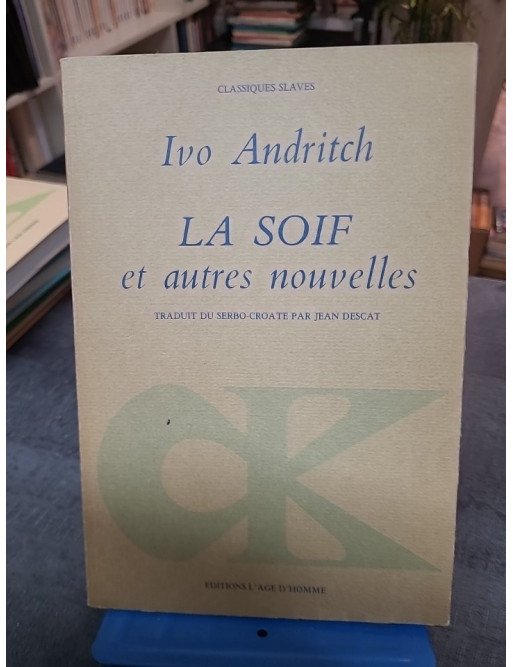 CLASSIQUES SLAVES
Ivo Andritch
LA SOIF
et autres nouvelles
TRADUIT DU SERBO-CROATE PAR JEAN DESCAT
CK
EDITIONS L'AGE D'HOMME